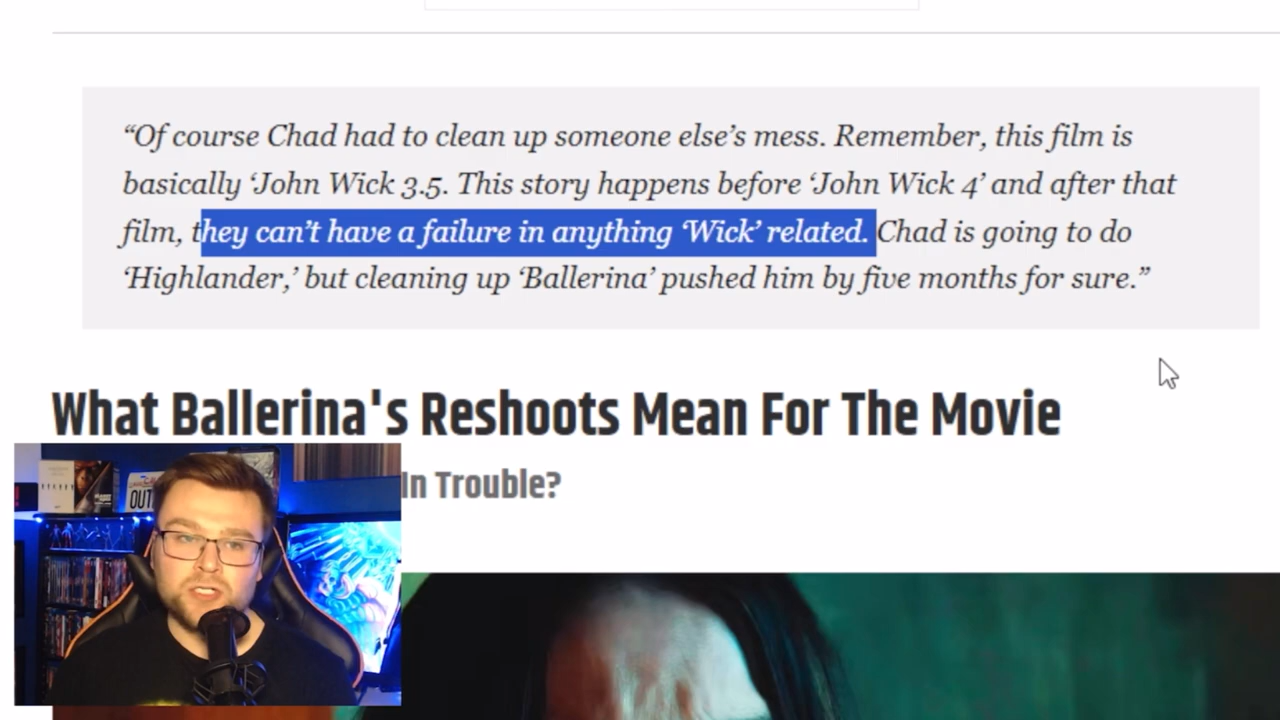 “Of course Chad had to clean up someone else’s mess. Remember, this film is
basically ‘John Wick 3.5. This story happens before ‘John Wick 4’ and after that
film, they can’t have a failure in anything ‘Wick’ related. Chad is going to do
‘Highlander,’ but cleaning up ‘Ballerina’ pushed him by five months for sure.”
What Ballerina's Reshoots Mean For The Movie
In Trouble?
OUT